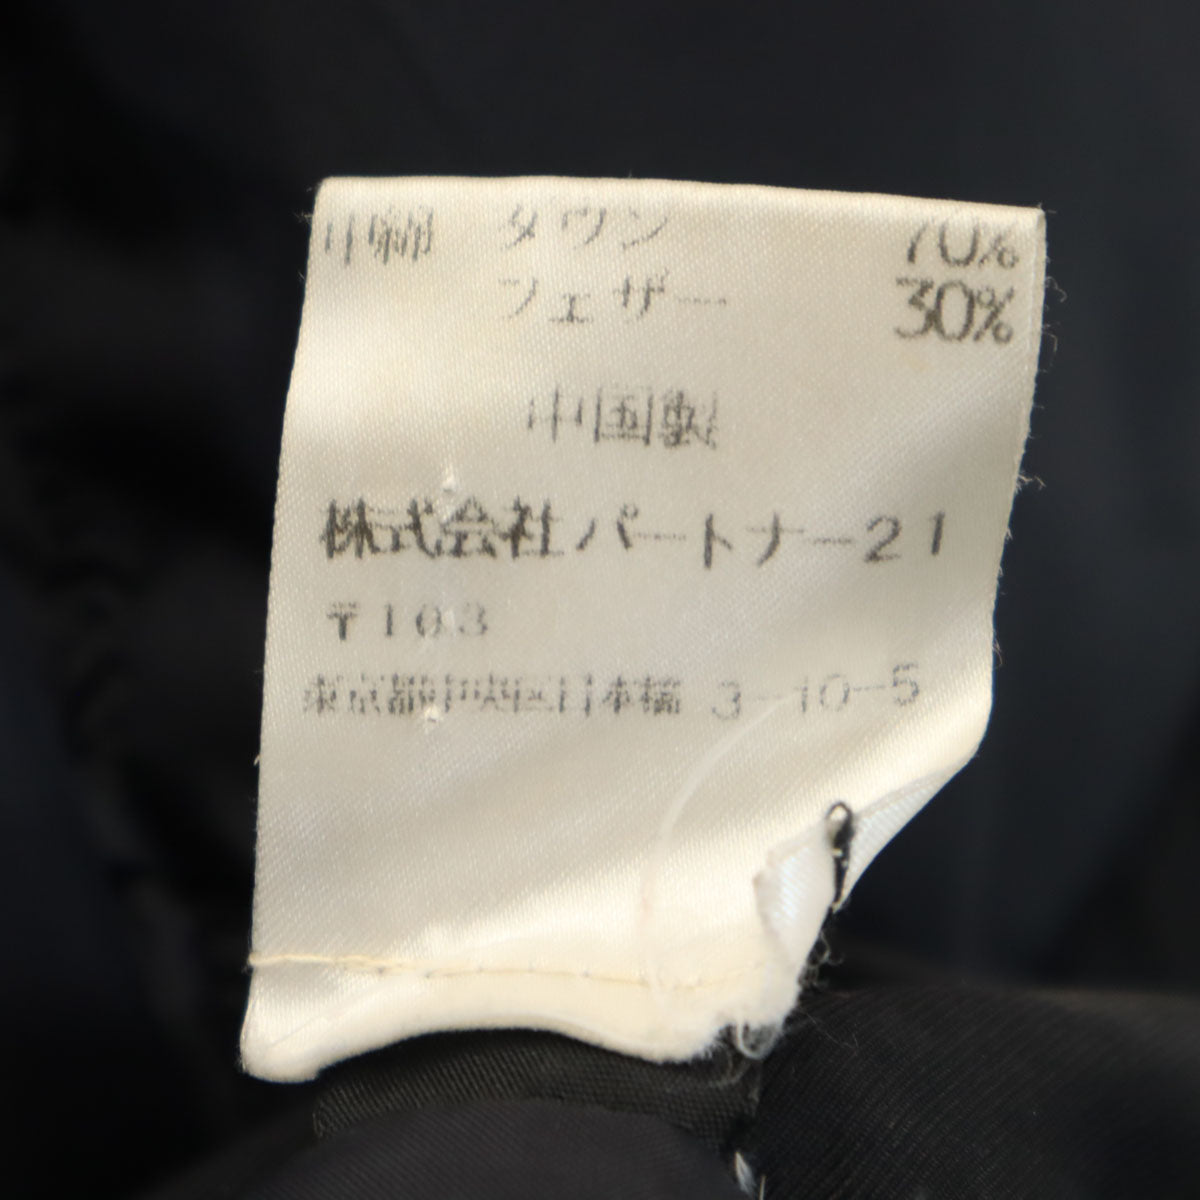 中綿 ダウン 70%
フェザー 30%
中国製
株式会社パートナー21
〒103
東京都中央区日本橋 3-10-5